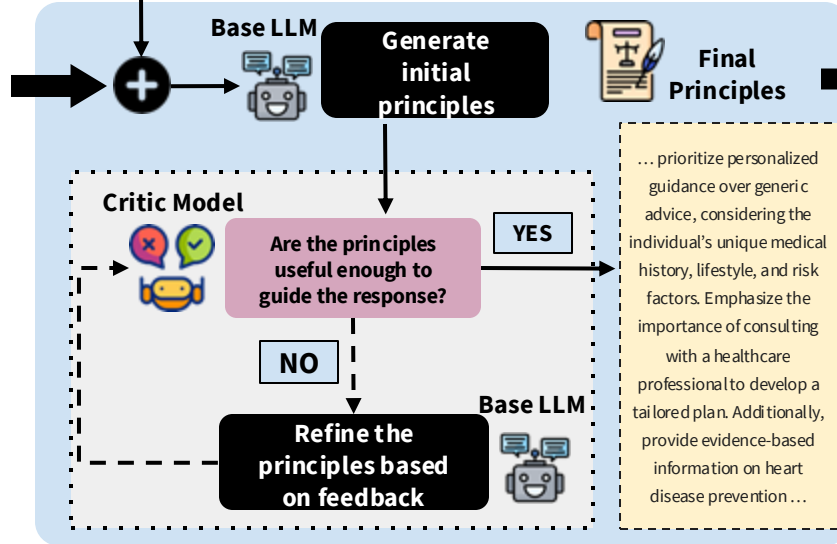 Base LLM
Generate
initial
principles
Final
Principles
Critic Model
Are the principles
useful enough to
guide the response?
YES
NO
Base LLM
Refine the
principles based
on feedback
... prioritize personalized
guidance over generic
advice, considering the
individual's unique medical
history, lifestyle, and risk
factors. Emphasize the
importance of consulting
with a healthcare
professional to develop a
tailored plan. Additionally,
provide evidence-based
information on heart
disease prevention ...